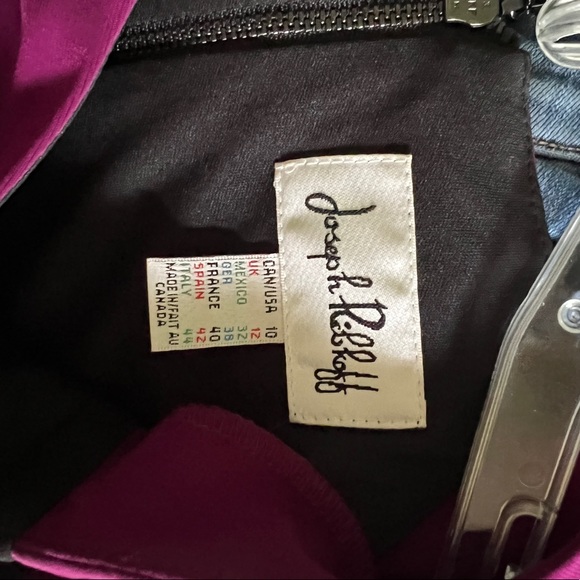 Joseph Ribkoff
CAN/USA 10
UK 12
MEXICO 32
GER 38
FRANCE 40
SPAIN 42
ITALY 44
MADE IN/FAIT AU
CANADA